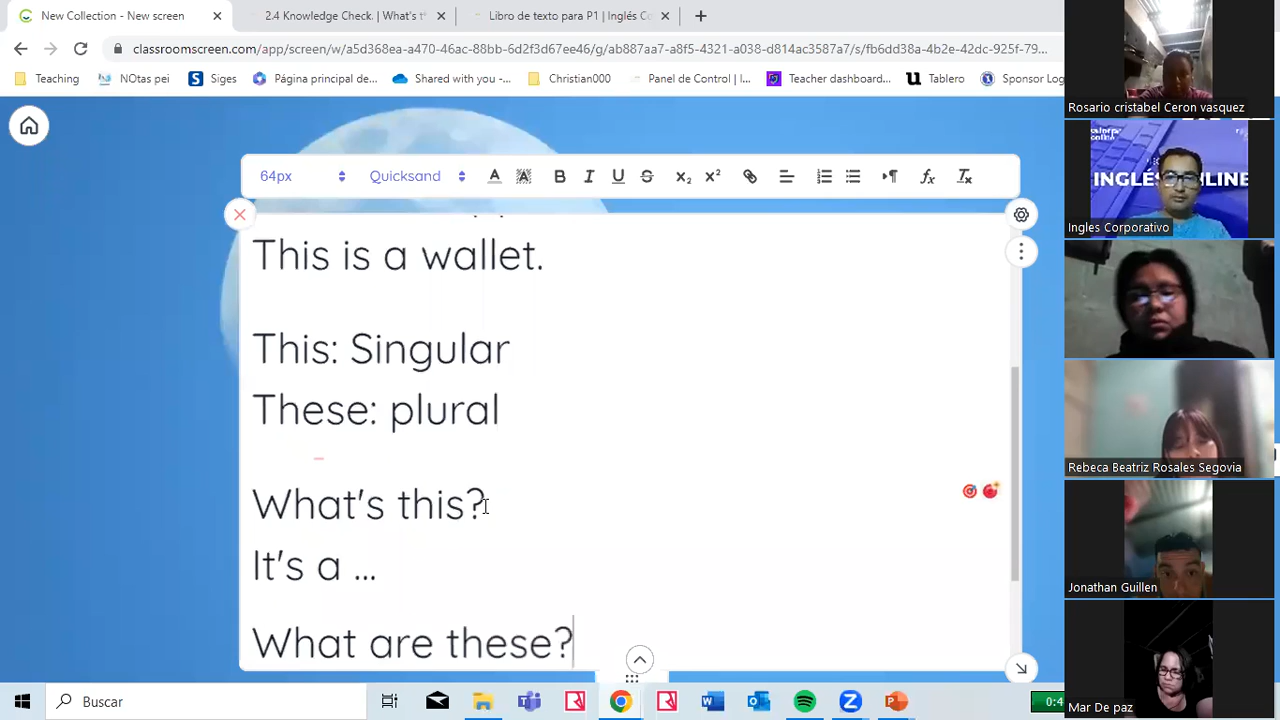 New Collection - New screen
2.4 Knowledge Check. | What's t
Libro de texto para P1 | Inglés Co
classroomscreen.com/app/screen/w/a5d368ea-a470-46ac-88bb-6d2f3d67ee46/g/ab887aa7-a8f5-4321-a038-d814ac3587a7/s/fb6dd38a-4b2e-42dc-925f-79...
Teaching
NOtas pei
Siges
Página principal de...
Shared with you -...
Christian000
Panel de Control | I...
Teacher dashboard...
Tablero
Sponsor Log
64px
Quicksand
This is a wallet.
This: Singular
These: plural
What's this?
It's a ...
What are these?
Buscar
0:4
Rosario cristabel Ceron vasquez
INGLÉS
LINE
Ingles Corporativo
Rebeca Beatriz Rosales Segovia
Jonathan Guillen
Mar De paz